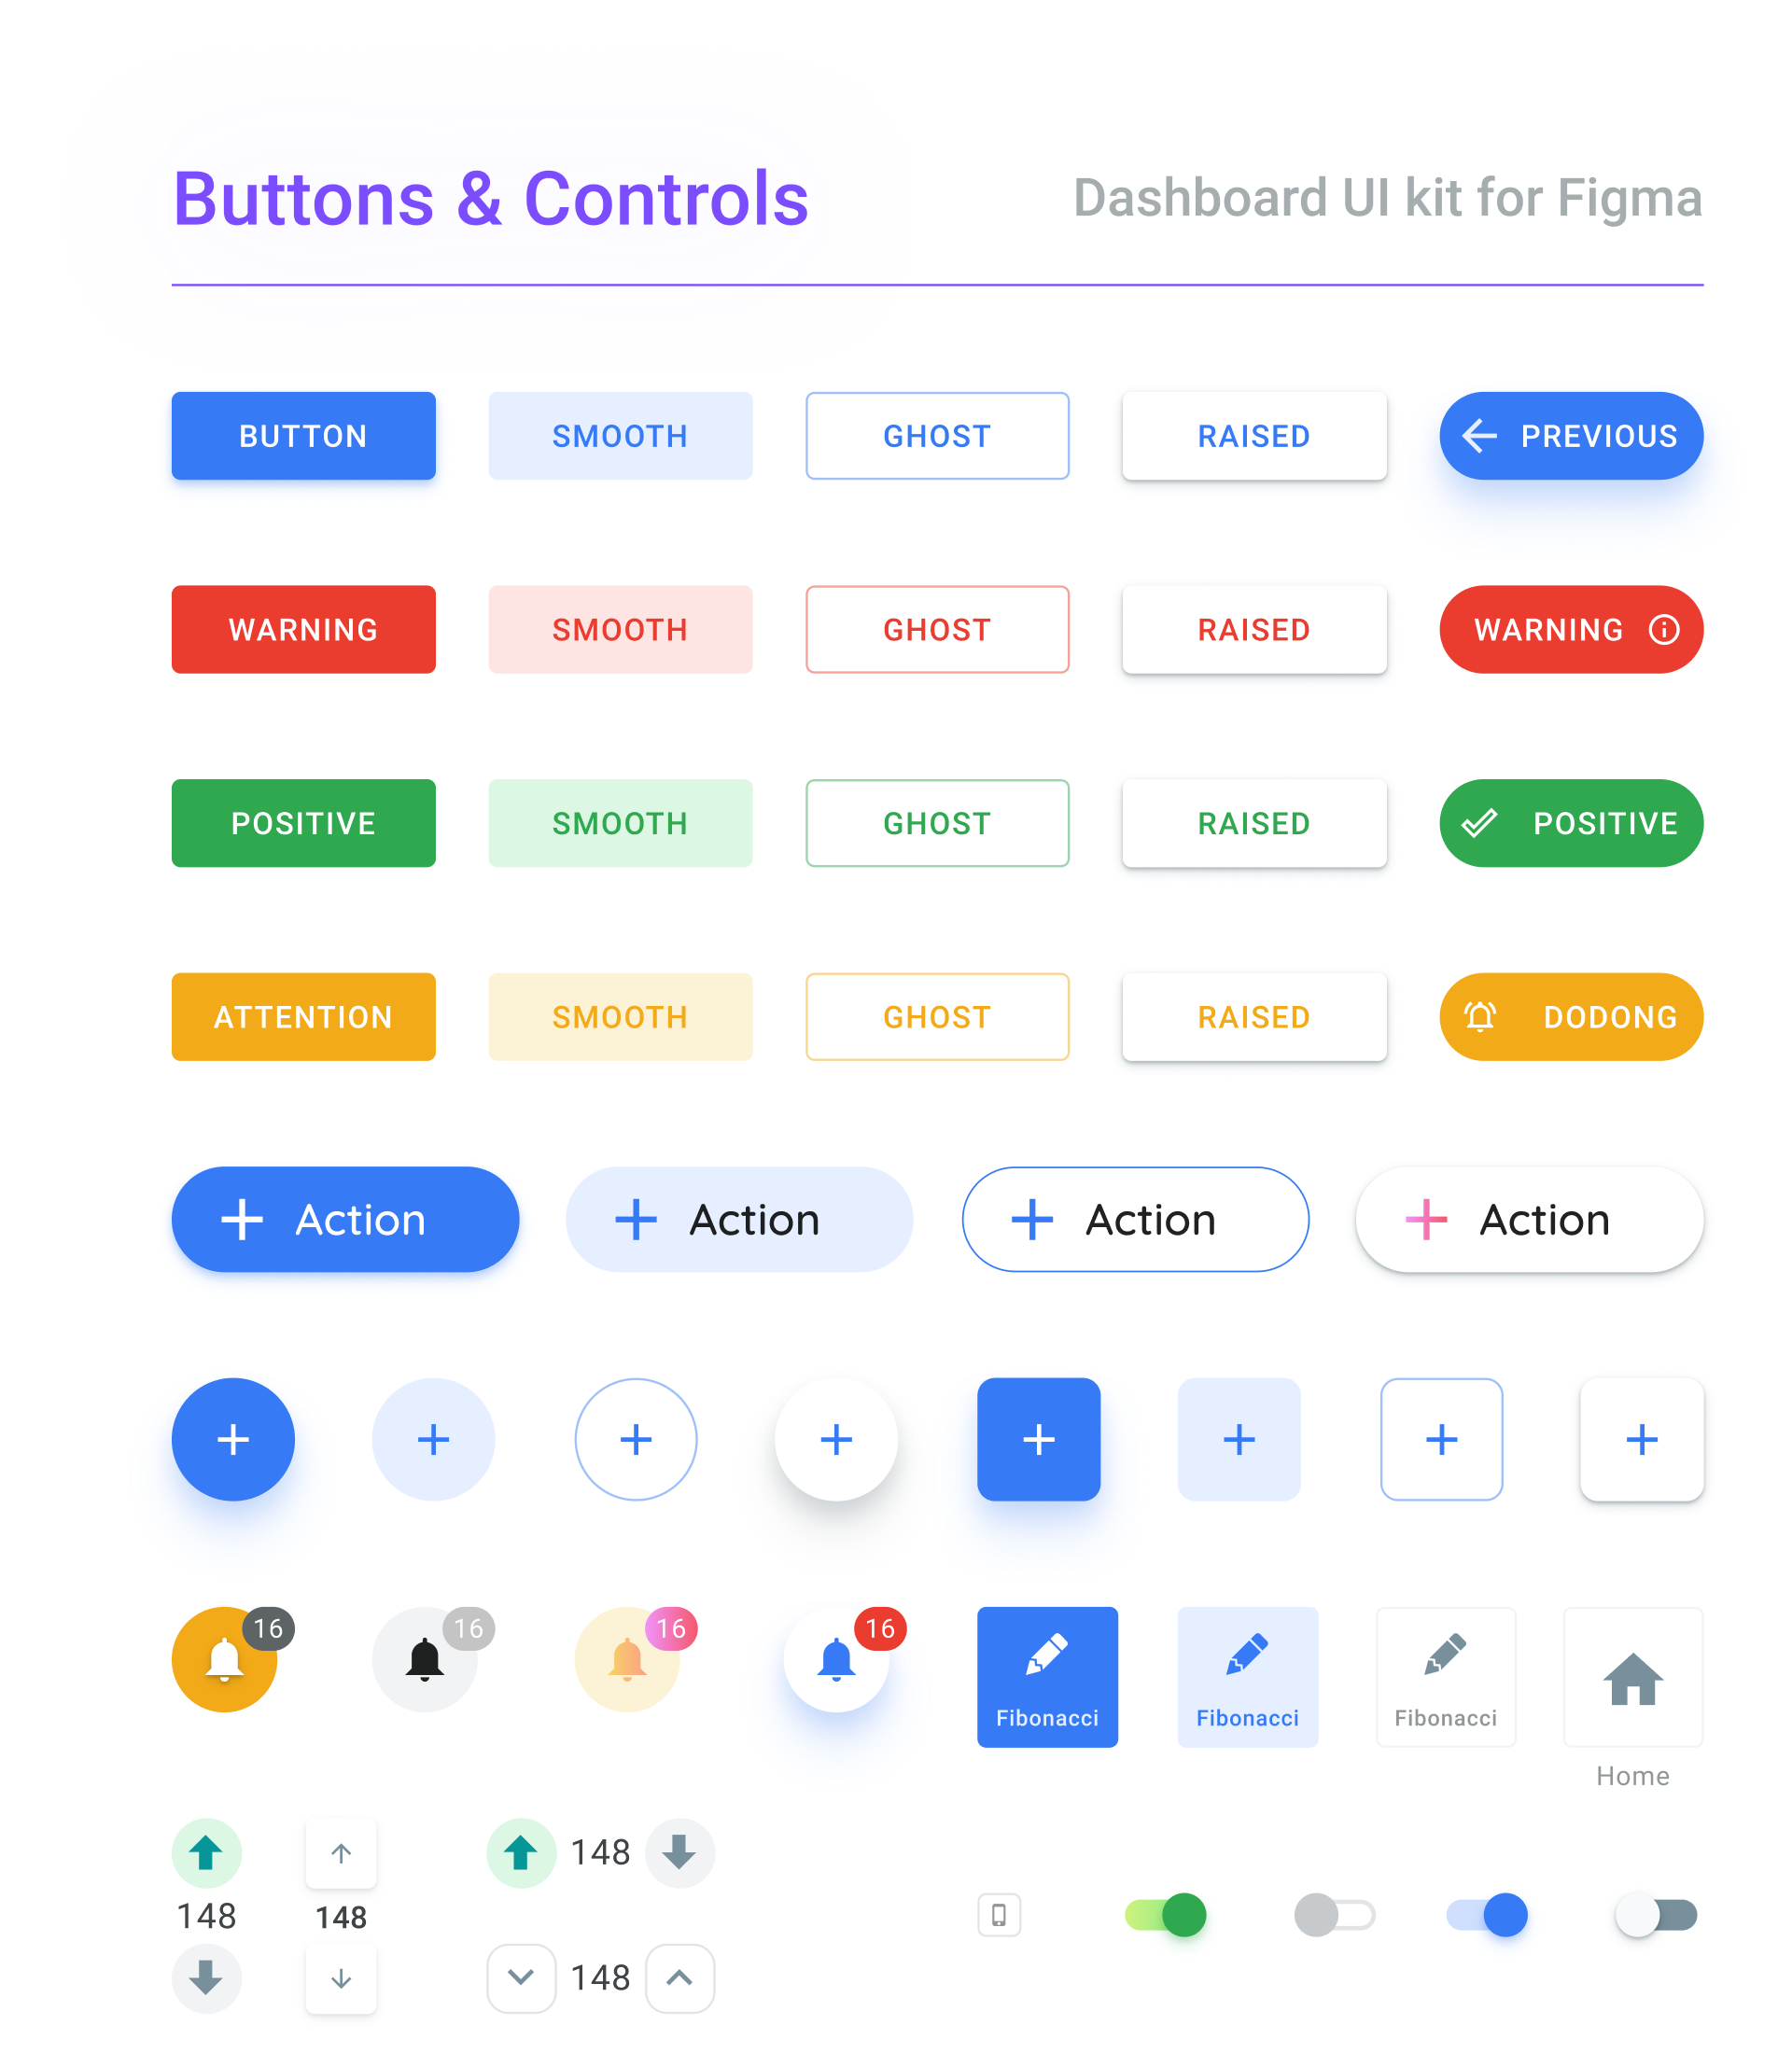 Buttons & Controls
Dashboard UI kit for Figma
BUTTON
SMOOTH
GHOST
RAISED
PREVIOUS
WARNING
SMOOTH
GHOST
RAISED
WARNING
POSITIVE
SMOOTH
GHOST
RAISED
POSITIVE
ATTENTION
SMOOTH
GHOST
RAISED
DODONG
Action
Action
Action
Action
16
16
16
16
Fibonacci
Fibonacci
Fibonacci
Home
148
148
148
148